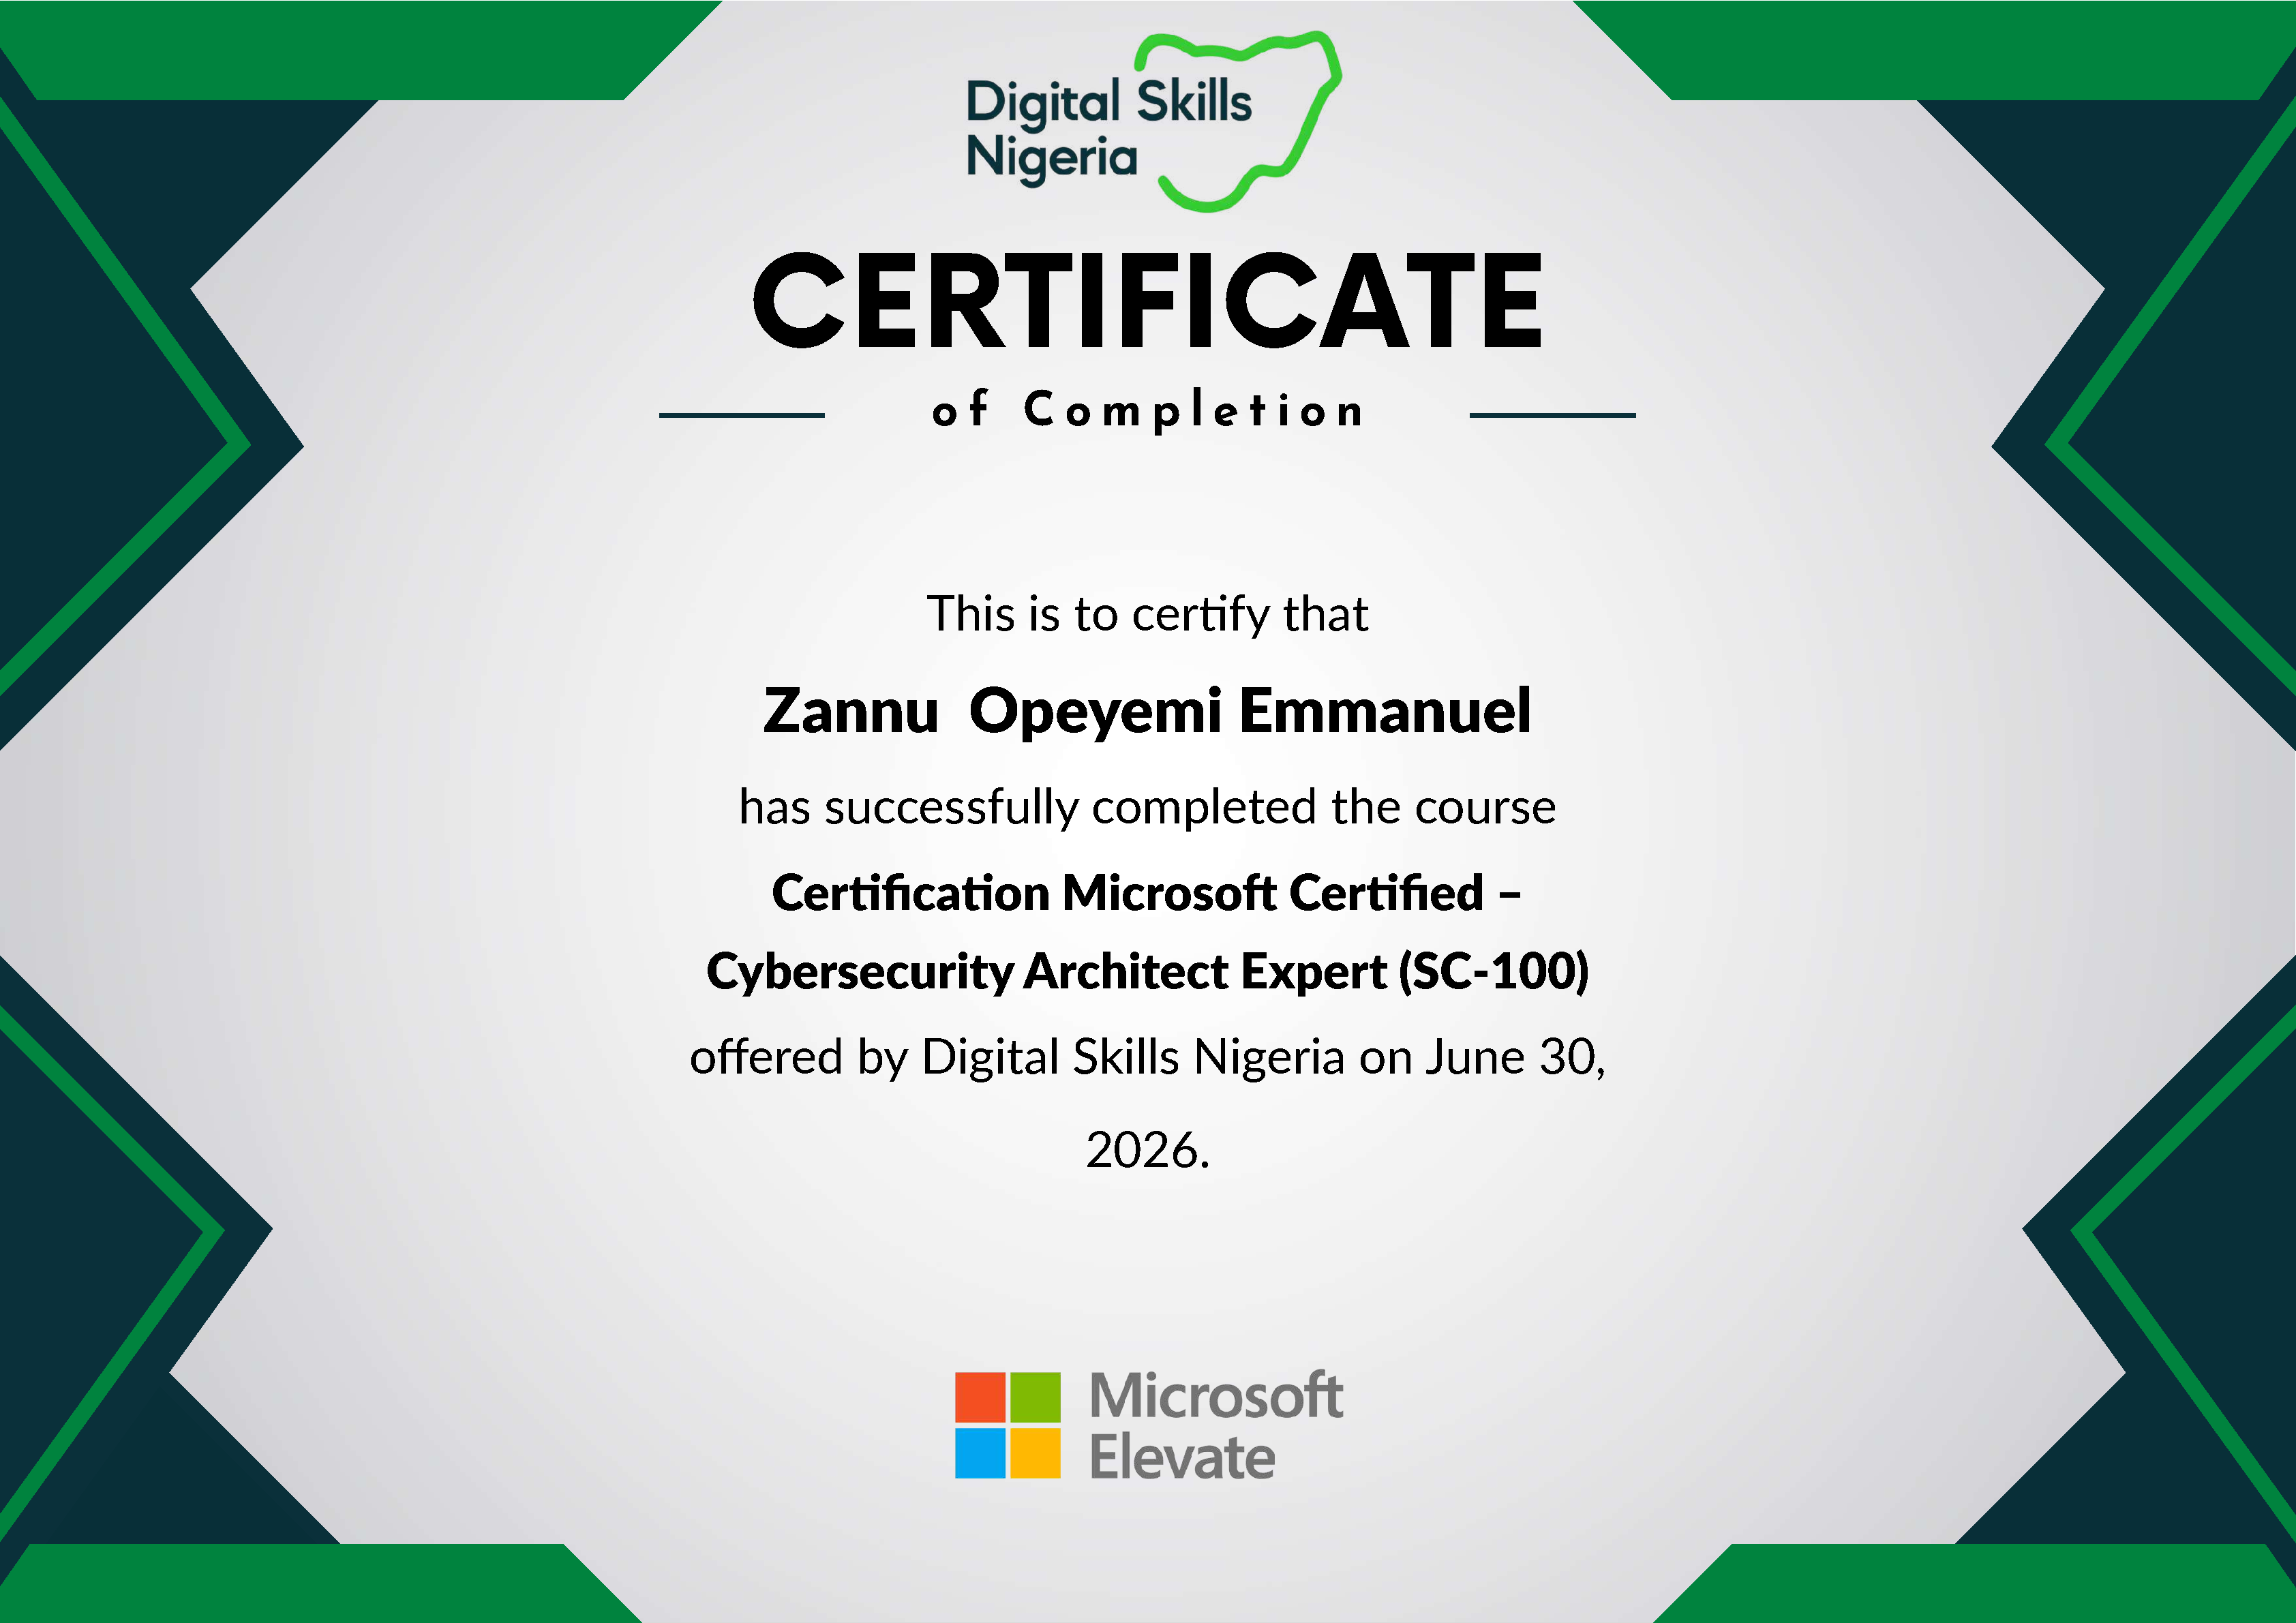 Digital Skills
Nigeria
CERTIFICATE
of Completion
This is to certify that
Zannu  Opeyemi Emmanuel
has successfully completed the course
Certification Microsoft Certified –
Cybersecurity Architect Expert (SC-100)
offered by Digital Skills Nigeria on June 30,
2026.
Microsoft
Elevate